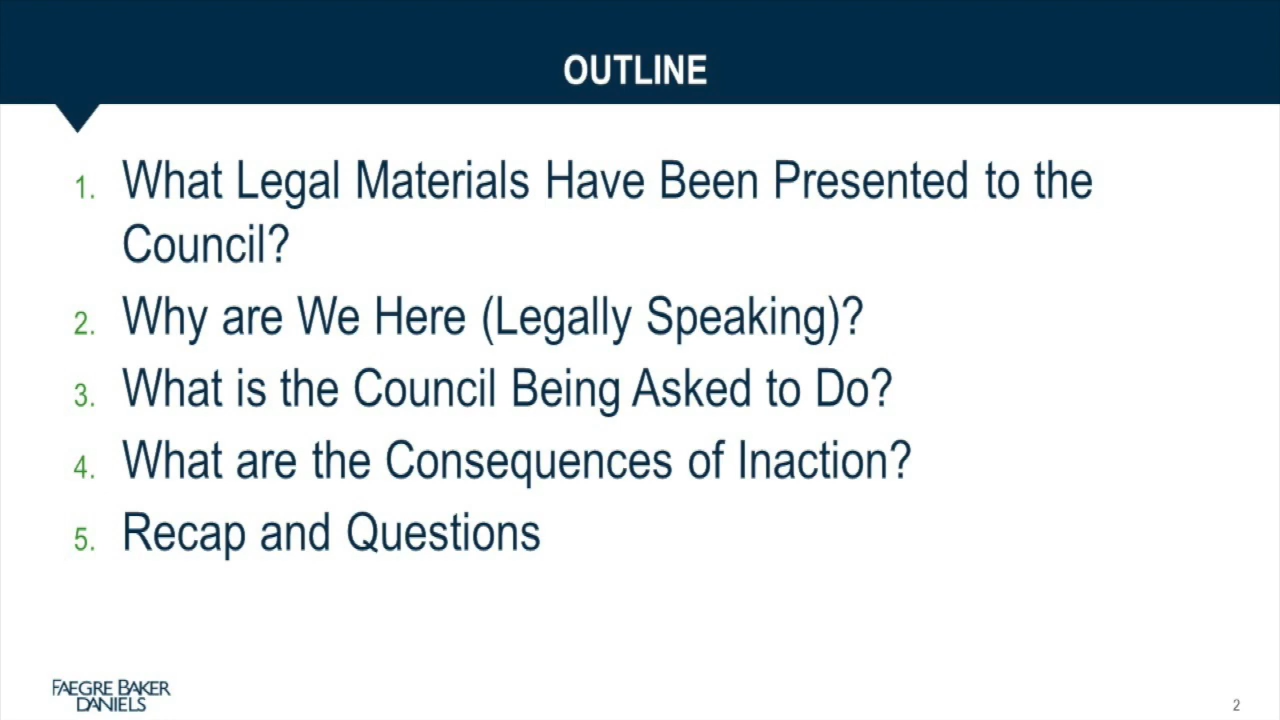 OUTLINE
1. What Legal Materials Have Been Presented to the
Council?
2. Why are We Here (Legally Speaking)?
3. What is the Council Being Asked to Do?
4. What are the Consequences of Inaction?
5. Recap and Questions
FAEGRE BAKER
DANIELS
2